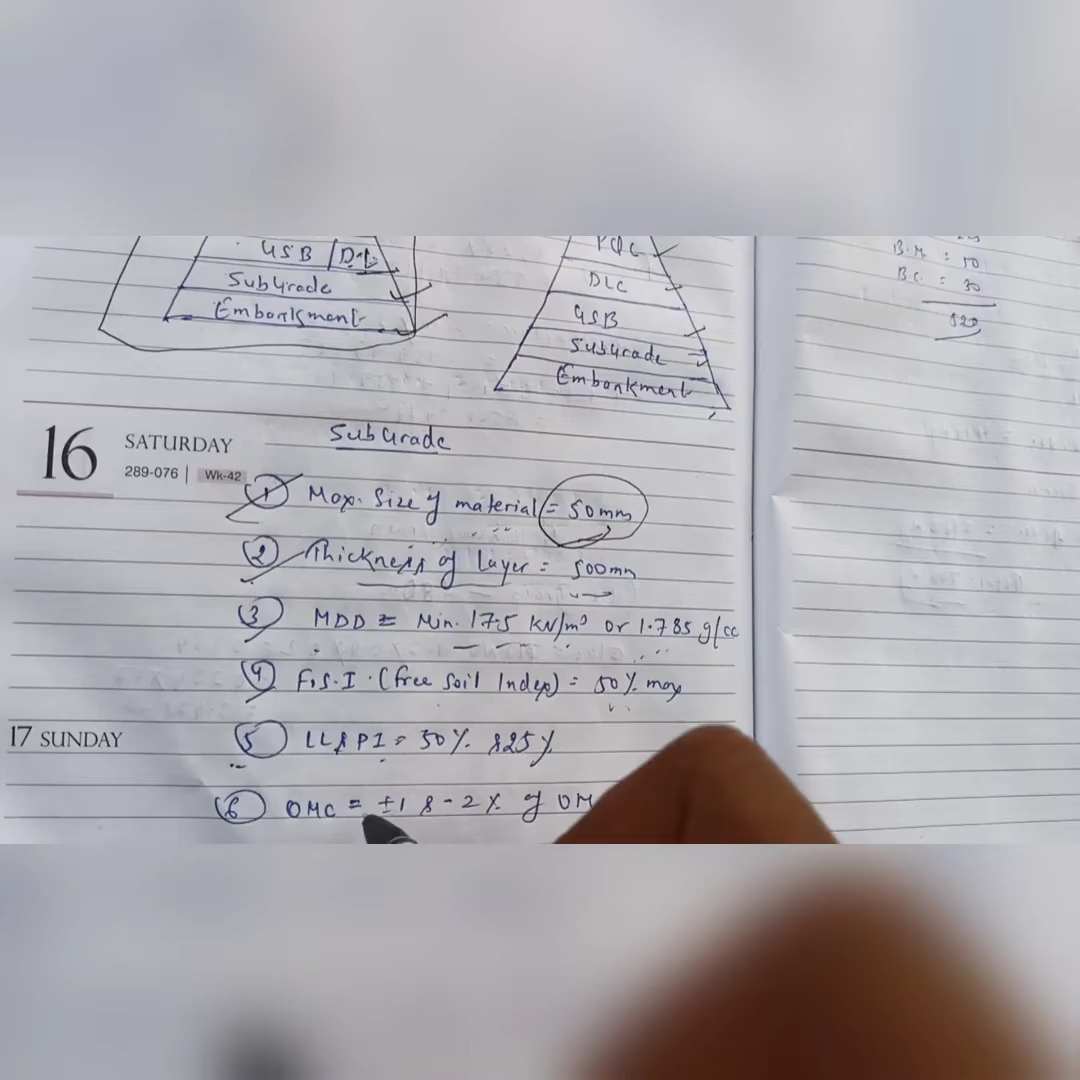 GSB | DLC
Subgrade
Embankment
PQC
DLC
GSB
Subgrade
Embankment
B.M = 50
B.C. = 30
520
16 SATURDAY
289-076 | Wk-42
SubGrade
① Max. Size of material = 50mm
② Thickness of Layer = 500mm
③ MDD = Min. 17.5 KN/m³ or 1.785 g/cc
④ F.S.I. (free Soil Index) = 50% max
17 SUNDAY
⑤ LL & PI = 50% & 25%
⑥ OMC = ±1 & -2% of OM